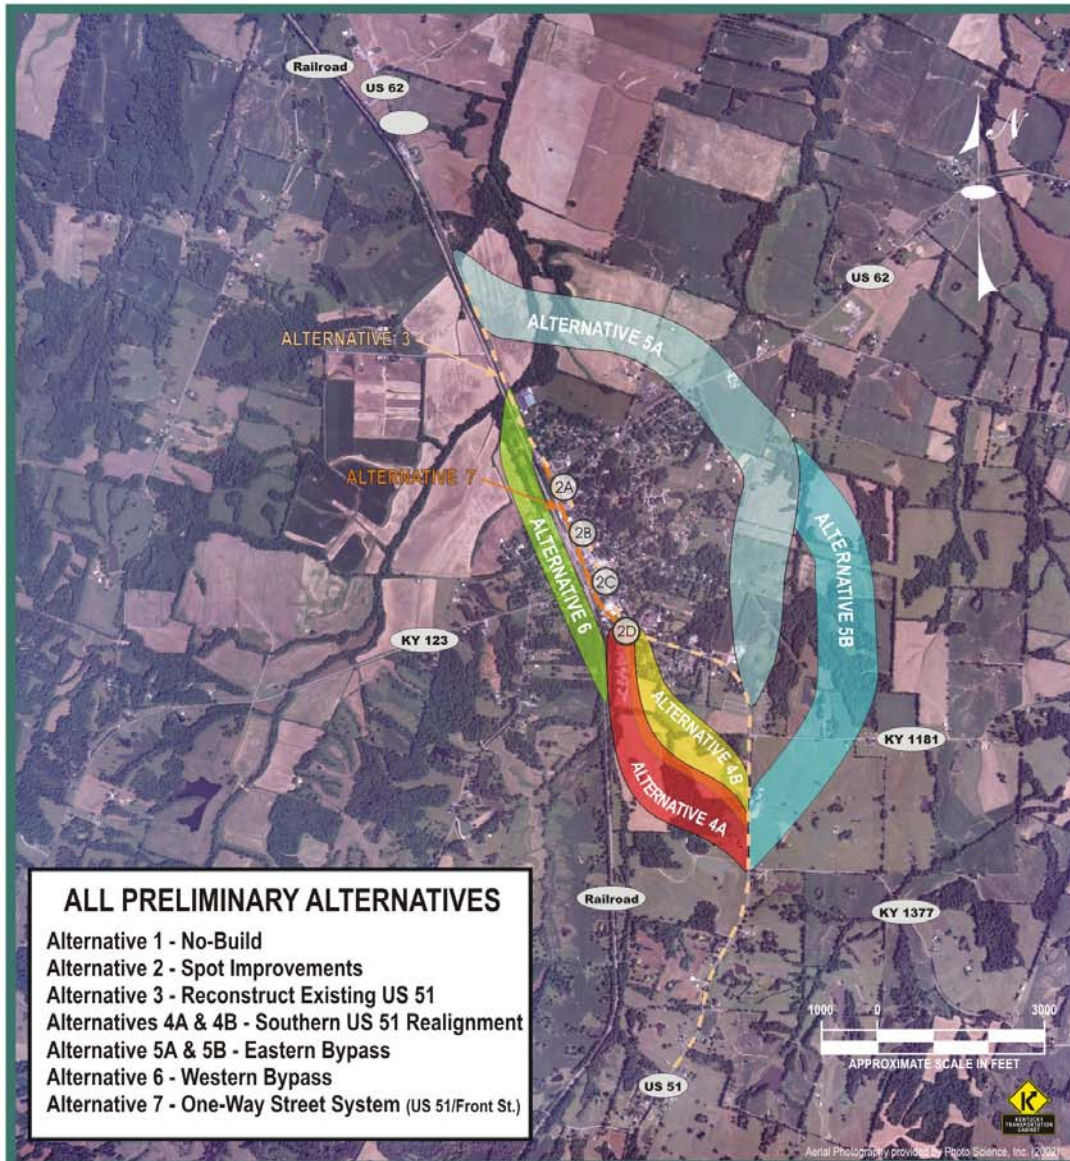 Railroad
US 62
N
US 62
ALTERNATIVE 5A
ALTERNATIVE 3
ALTERNATIVE 7
2A
2B
2C
2D
ALTERNATIVE 6
ALTERNATIVE 5B
KY 123
ALTERNATIVE 4B
ALTERNATIVE 4A
KY 1181
Railroad
KY 1377
US 51
ALL PRELIMINARY ALTERNATIVES
Alternative 1 - No-Build
Alternative 2 - Spot Improvements
Alternative 3 - Reconstruct Existing US 51
Alternatives 4A & 4B - Southern US 51 Realignment
Alternative 5A & 5B - Eastern Bypass
Alternative 6 - Western Bypass
Alternative 7 - One-Way Street System (US 51/Front St.)
1000 0 3000
APPROXIMATE SCALE IN FEET
K
KENTUCKY
TRANSPORTATION
CABINET
Aerial Photography provided by Photo Science, Inc. (2002)